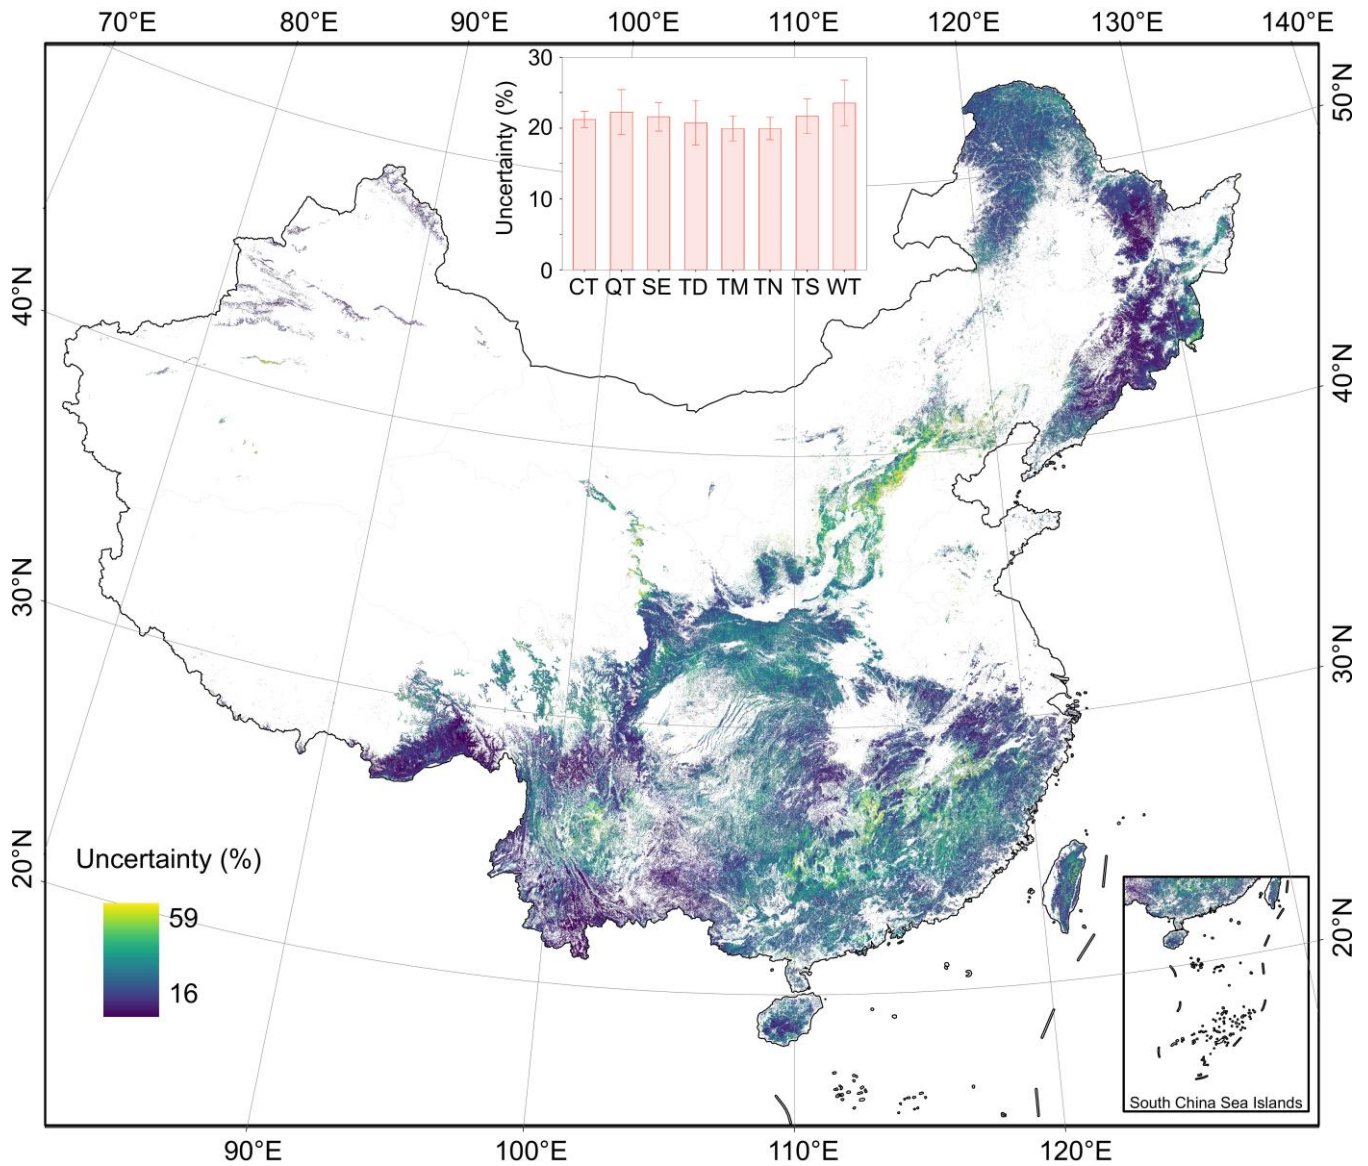 70°E 80°E 90°E 100°E 110°E 120°E 130°E 140°E
30
20
10
0
Uncertainty (%)
CT QT SE TD TM TN TS WT
50°N
40°N
40°N
30°N
30°N
20°N
20°N
Uncertainty (%)
59
16
South China Sea Islands
90°E 100°E 110°E 120°E